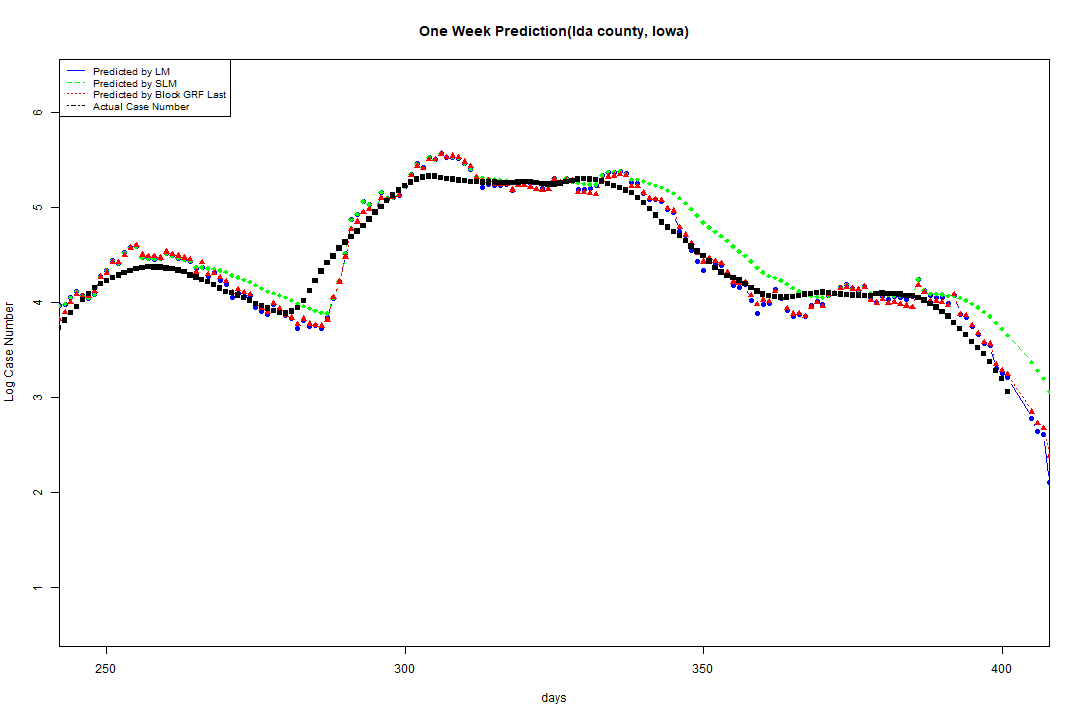 One Week Prediction(Ida county, Iowa)
Predicted by LM
Predicted by SLM
Predicted by Block GRF Last
Actual Case Number
6
5
4
3
2
1
Log Case Number
250 300 350 400
days